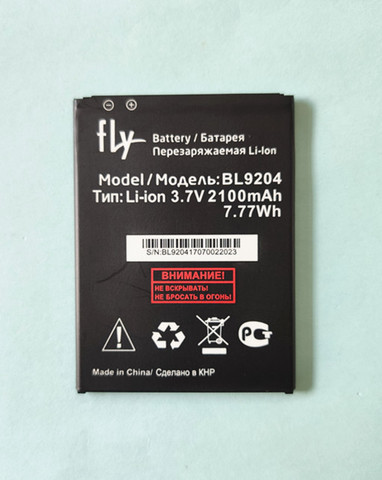 fly
Battery / Батарея
Перезаряжаемая Li-Ion
Model / Модель: BL9204
Тип: Li-ion 3.7V 2100mAh
7.77Wh
S/N:BL920417070022023
ВНИМАНИЕ!
НЕ ВСКРЫВАТЬ!
НЕ БРОСАТЬ В ОГОНЬ!
Made in China/ Сделано в КНР